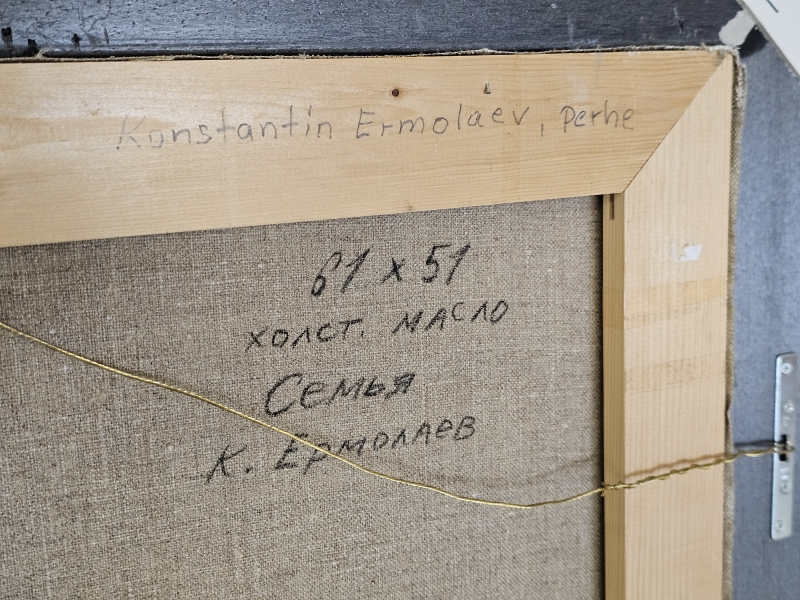 Konstantin Ermolaev, perhe
61 x 51
холст. масло
Семья
К. Ермолаев